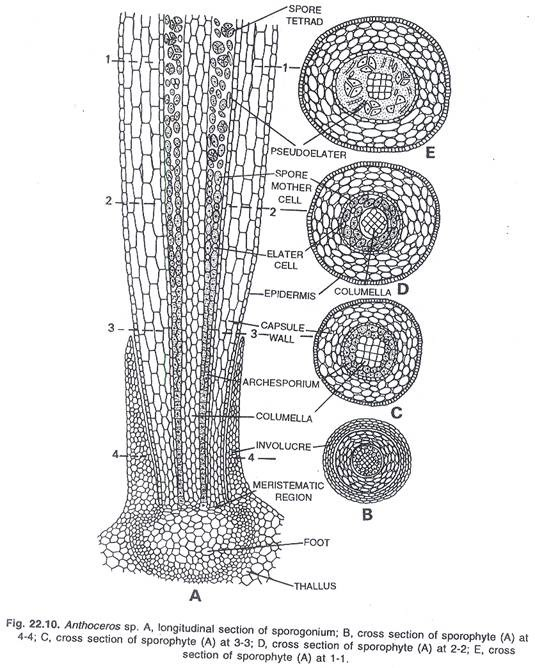 SPORE
TETRAD
1
1
PSEUDOELATER
E
SPORE
MOTHER
CELL
2
2
ELATER
CELL
EPIDERMIS
COLUMELLA D
CAPSULE
WALL
3
3
ARCHESPORIUM
C
COLUMELLA
INVOLUCRE
4
4
MERISTEMATIC
REGION
B
FOOT
THALLUS
A
Fig. 22.10. Anthoceros sp. A, longitudinal section of sporogonium; B, cross section of sporophyte (A) at
4-4; C, cross section of sporophyte (A) at 3-3; D, cross section of sporophyte (A) at 2-2; E, cross
section of sporophyte (A) at 1-1.